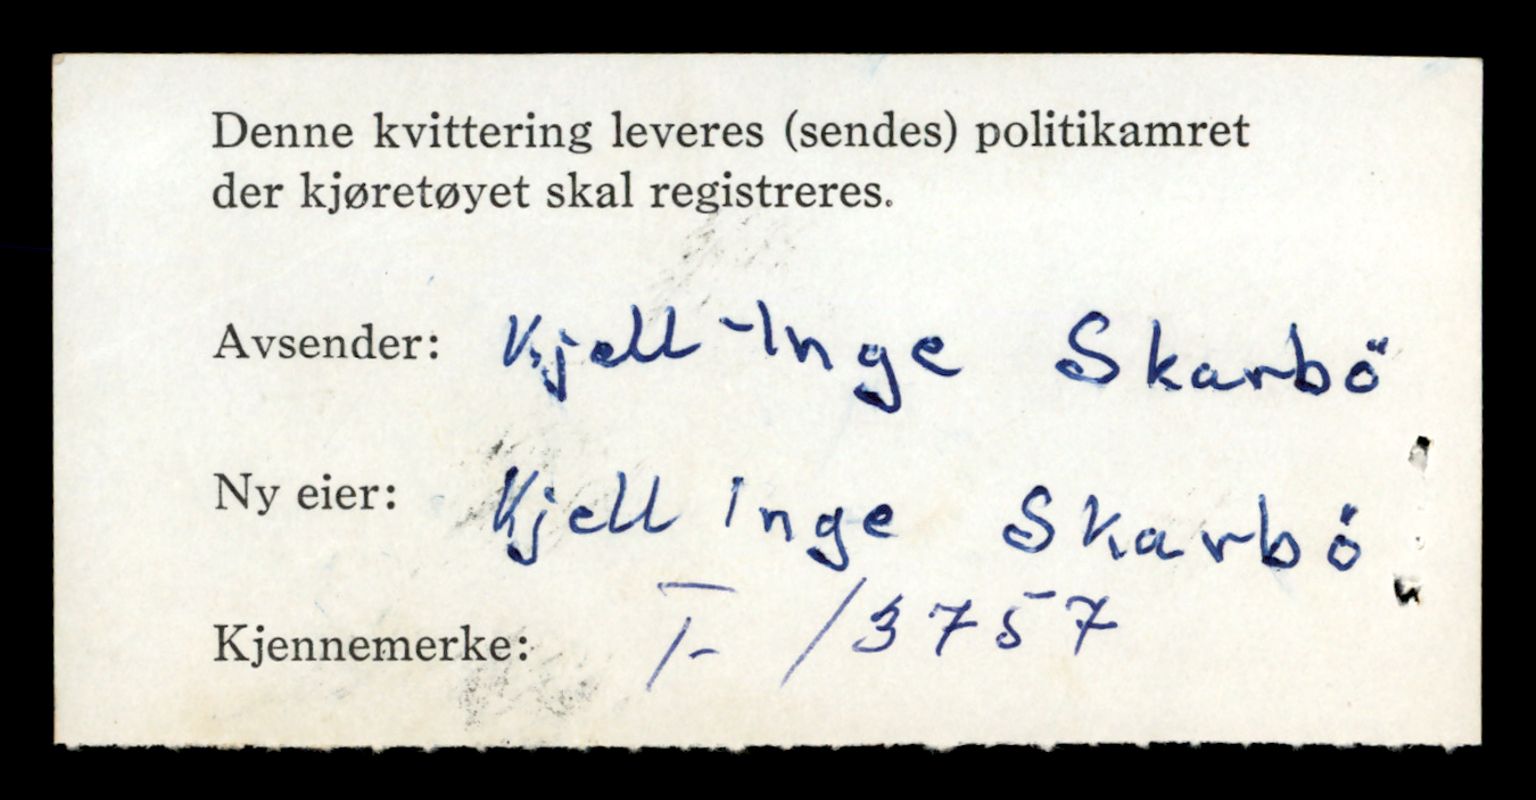 Denne kvittering leveres (sendes) politikamret
der kjøretøyet skal registreres.
Avsender: Kjell-Inge Skarbö
Ny eier: Kjell Inge Skarbö
Kjennemerke: T- 13757